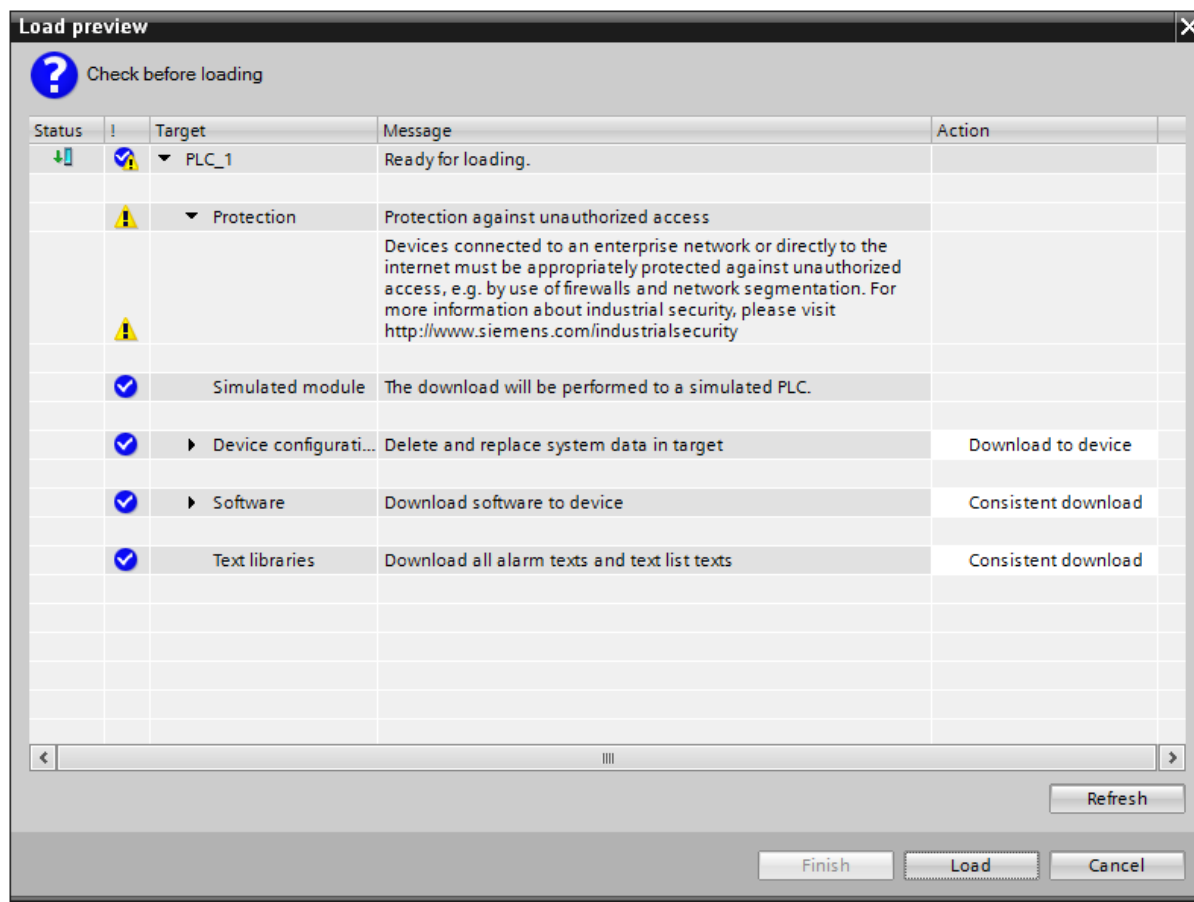 Load preview
Check before loading
Status ! Target Message Action
PLC_1 Ready for loading.
Protection Protection against unauthorized access
Devices connected to an enterprise network or directly to the
internet must be appropriately protected against unauthorized
access, e.g. by use of firewalls and network segmentation. For
more information about industrial security, please visit
http://www.siemens.com/industrialsecurity
Simulated module The download will be performed to a simulated PLC.
Device configurati... Delete and replace system data in target Download to device
Software Download software to device Consistent download
Text libraries Download all alarm texts and text list texts Consistent download
Refresh
Finish Load Cancel